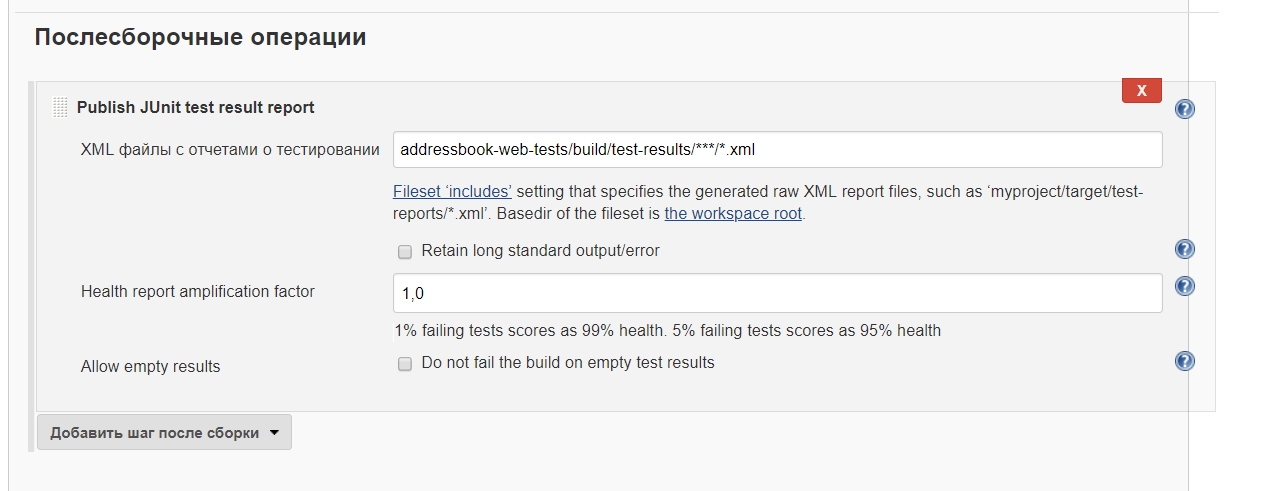 Послесборочные операции
X
Publish JUnit test result report
?
XML файлы с отчетами о тестировании addressbook-web-tests/build/test-results/***/*.xml
Fileset ‘includes’ setting that specifies the generated raw XML report files, such as ‘myproject/target/test-
reports/*.xml’. Basedir of the fileset is the workspace root.
Retain long standard output/error ?
Health report amplification factor 1,0 ?
1% failing tests scores as 99% health. 5% failing tests scores as 95% health
Allow empty results Do not fail the build on empty test results ?
Добавить шаг после сборки